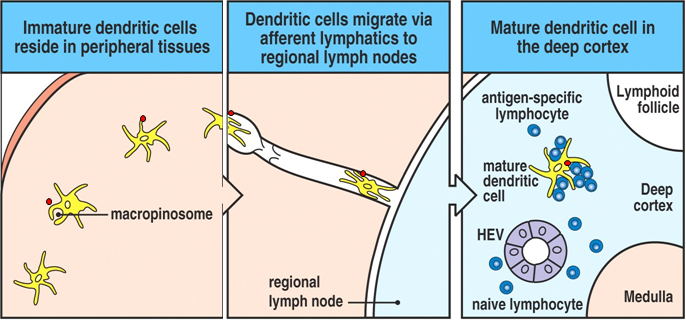 Immature dendritic cells
reside in peripheral tissues
macropinosome
Dendritic cells migrate via
afferent lymphatics to
regional lymph nodes
regional
lymph node
Mature dendritic cell in
the deep cortex
antigen-specific
lymphocyte
Lymphoid
follicle
mature
dendritic
cell
Deep
cortex
HEV
naive lymphocyte
Medulla